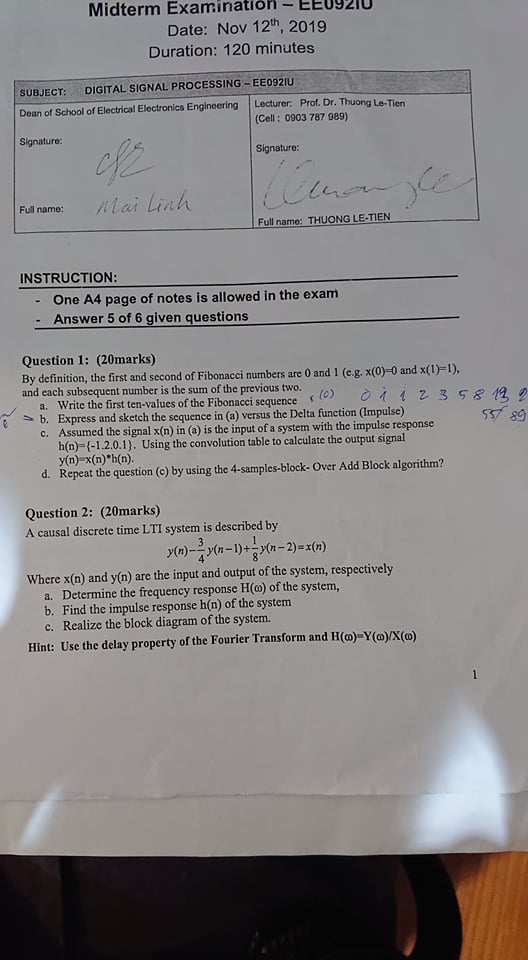 Midterm Examination – EE092IU
Date: Nov 12th, 2019
Duration: 120 minutes
SUBJECT: DIGITAL SIGNAL PROCESSING – EE092IU
Dean of School of Electrical Electronics Engineering
Signature:
Mai Linh
Full name:
Lecturer: Prof. Dr. Thuong Le-Tien
(Cell : 0903 787 989)
Signature:
Full name: THUONG LE-TIEN
INSTRUCTION:
- One A4 page of notes is allowed in the exam
- Answer 5 of 6 given questions
Question 1: (20marks)
By definition, the first and second of Fibonacci numbers are 0 and 1 (e.g. x(0)=0 and x(1)=1),
and each subsequent number is the sum of the previous two.
a. Write the first ten-values of the Fibonacci sequence 0 1 1 2 3 5 8
b. Express and sketch the sequence in (a) versus the Delta function (Impulse) 55 89
c. Assumed the signal x(n) in (a) is the input of a system with the impulse response
h(n)={-1.2.0.1}. Using the convolution table to calculate the output signal
y(n)=x(n)*h(n).
d. Repeat the question (c) by using the 4-samples-block- Over Add Block algorithm?
Question 2: (20marks)
A causal discrete time LTI system is described by
y(n)-3/4y(n-1)+1/8y(n-2)=x(n)
Where x(n) and y(n) are the input and output of the system, respectively
a. Determine the frequency response H(ω) of the system,
b. Find the impulse response h(n) of the system
c. Realize the block diagram of the system.
Hint: Use the delay property of the Fourier Transform and H(ω)=Y(ω)/X(ω)
1